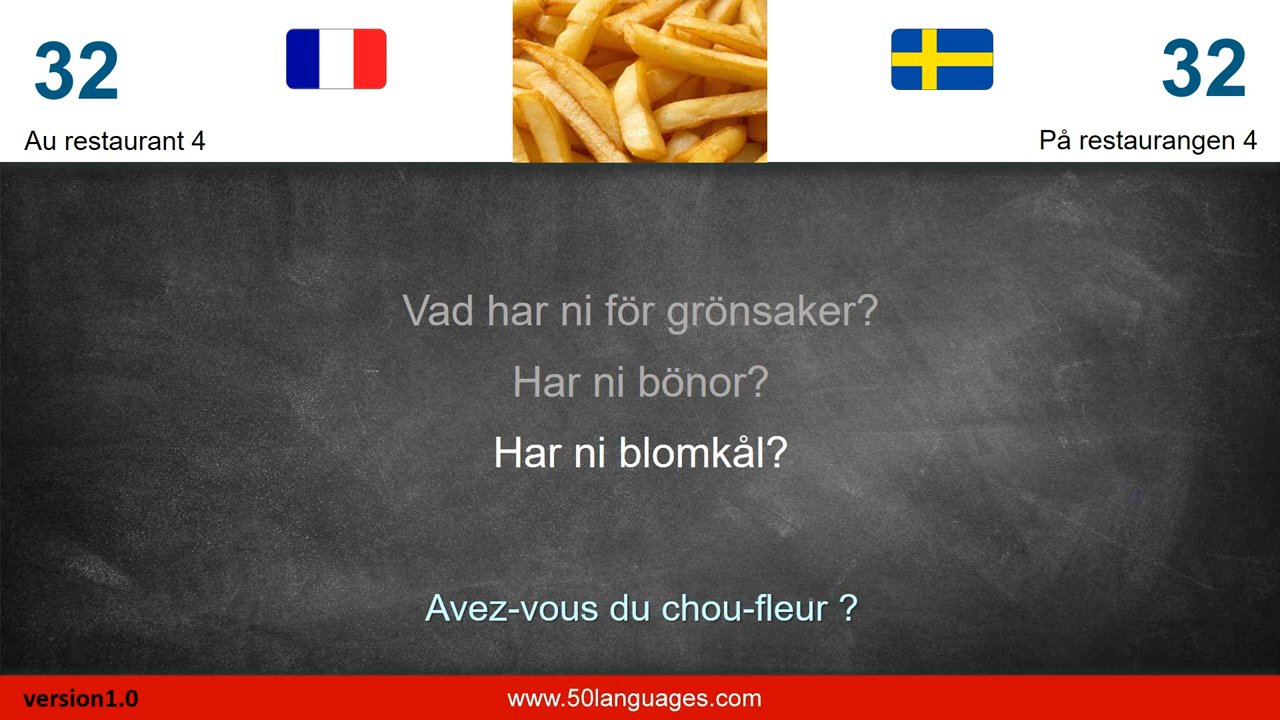 32
32
Au restaurant 4
På restaurangen 4
Vad har ni för grönsaker?
Har ni bönor?
Har ni blomkål?
Avez-vous du chou-fleur ?
version1.0
www.50languages.com